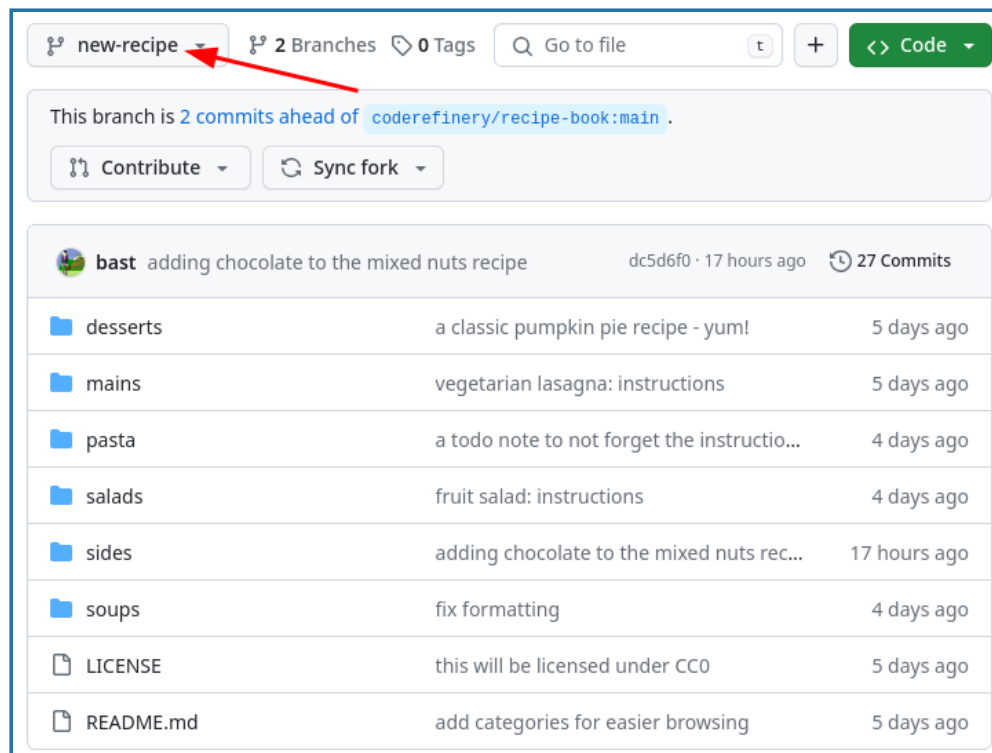 new-recipe 2 Branches 0 Tags Go to file t + <> Code
This branch is 2 commits ahead of coderefinery/recipe-book:main .
Contribute Sync fork
bast adding chocolate to the mixed nuts recipe dc5d6f0 · 17 hours ago 27 Commits
desserts a classic pumpkin pie recipe - yum! 5 days ago
mains vegetarian lasagna: instructions 5 days ago
pasta a todo note to not forget the instructio... 4 days ago
salads fruit salad: instructions 4 days ago
sides adding chocolate to the mixed nuts rec... 17 hours ago
soups fix formatting 4 days ago
LICENSE this will be licensed under CC0 5 days ago
README.md add categories for easier browsing 5 days ago